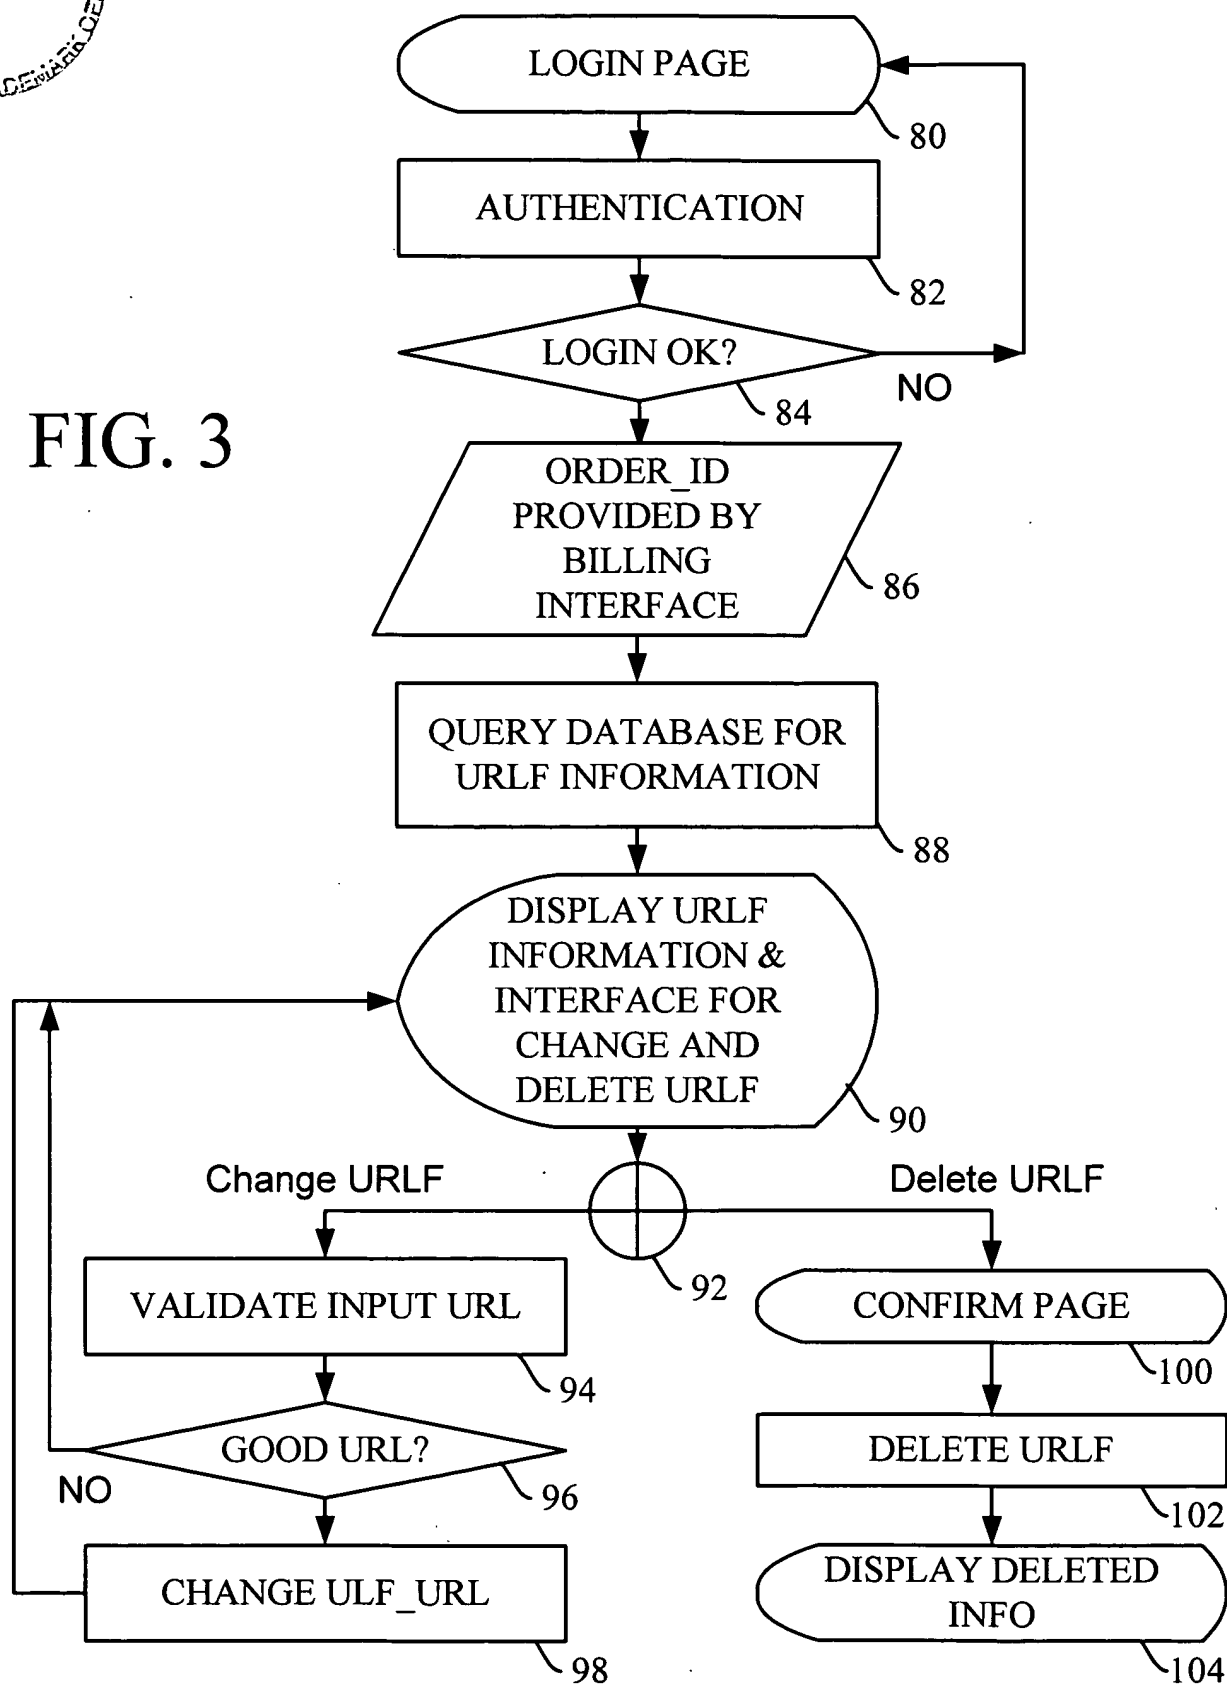 LOGIN PAGE
80
AUTHENTICATION
82
LOGIN OK?
NO
84
FIG. 3
ORDER_ID
PROVIDED BY
BILLING
INTERFACE
86
QUERY DATABASE FOR
URLF INFORMATION
88
DISPLAY URLF
INFORMATION &
INTERFACE FOR
CHANGE AND
DELETE URLF
90
Change URLF
Delete URLF
92
VALIDATE INPUT URL
94
CONFIRM PAGE
100
GOOD URL?
NO
96
DELETE URLF
102
CHANGE ULF_URL
98
DISPLAY DELETED
INFO
104